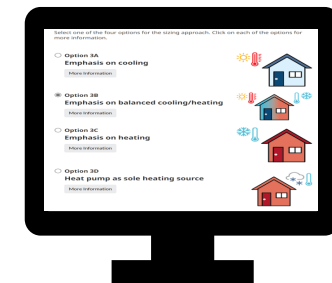 Select one of the four options for the sizing approach. Click on each of the options for
more information.
Option 3A
Emphasis on cooling
More Information
Option 3B
Emphasis on balanced cooling/heating
More Information
Option 3C
Emphasis on heating
More Information
Option 3D
Heat pump as sole heating source
More Information